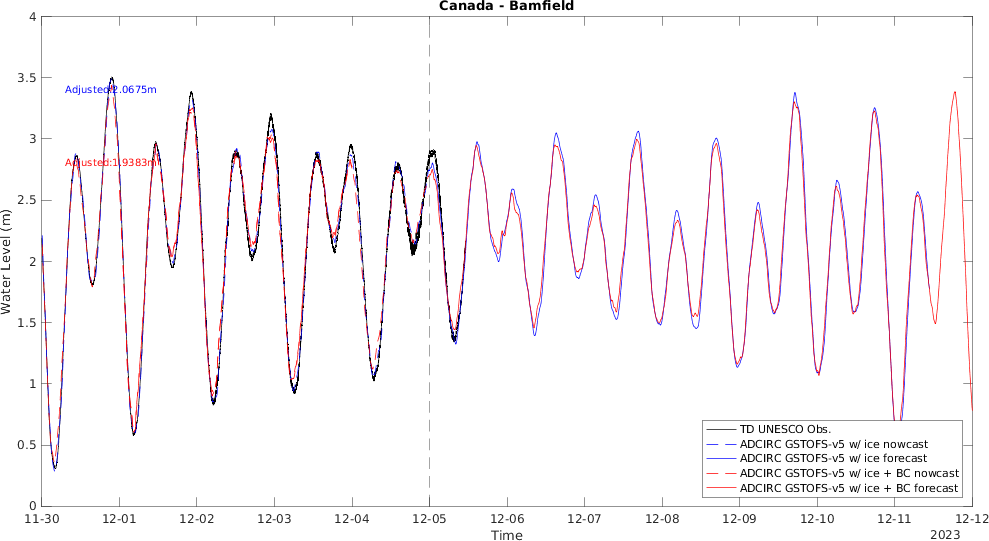 Canada - Bamfield
4
3.5
3
2.5
2
1.5
1
0.5
0
Water Level (m)
Adjusted:2.0675m
Adjusted:1.9383m
TD UNESCO Obs.
ADCIRC GSTOFS-v5 w/ ice nowcast
ADCIRC GSTOFS-v5 w/ ice forecast
ADCIRC GSTOFS-v5 w/ ice + BC nowcast
ADCIRC GSTOFS-v5 w/ ice + BC forecast
11-30 12-01 12-02 12-03 12-04 12-05 12-06 12-07 12-08 12-09 12-10 12-11 12-12
Time
2023